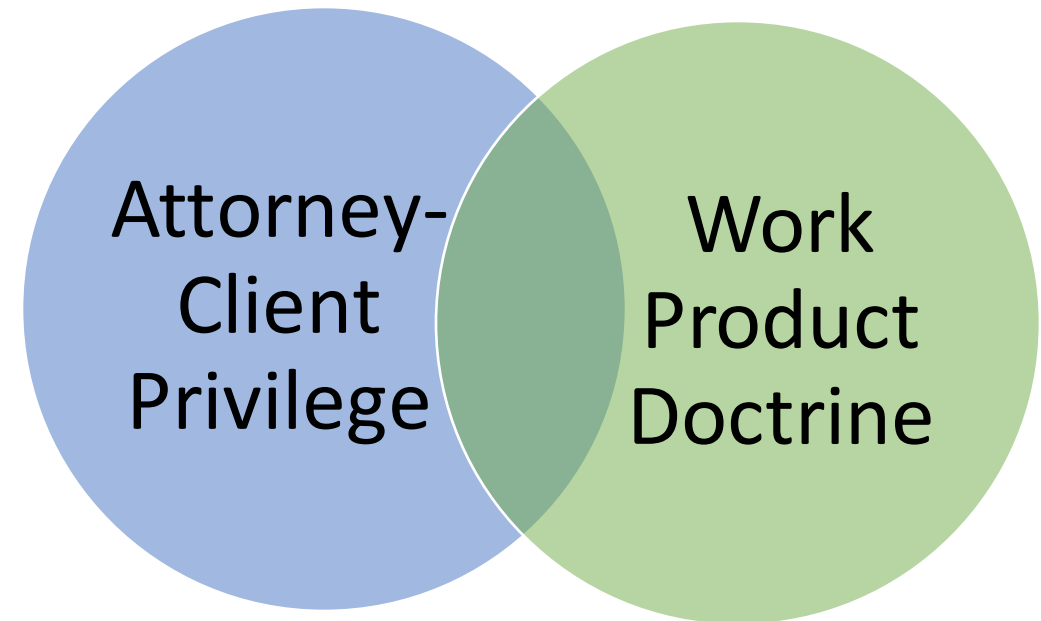 Attorney-
Client
Privilege
Work
Product
Doctrine